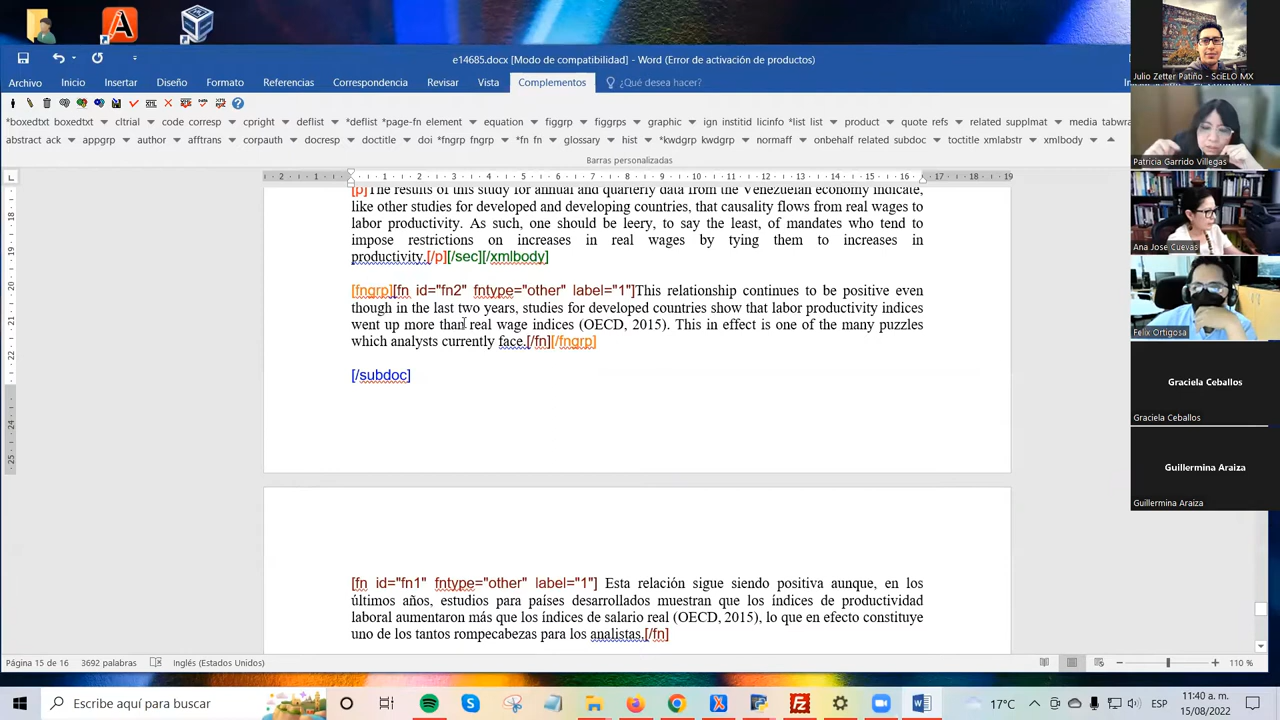 e14685.docx [Modo de compatibilidad] - Word (Error de activación de productos)
Archivo Inicio Insertar Diseño Formato Referencias Correspondencia Revisar Vista Complementos ¿Qué desea hacer?
*boxedtxt boxedtxt cltrial code corresp cpright deflist *deflist *page-fn element equation figgrp figgrps graphic ign institid licinfo *list list product quote refs related supplmat media tabwra
abstract ack appgrp author afftrans corpauth docresp doctitle doi *fngrp fngrp *fn fn glossary hist *kwdgrp kwdgrp normaff onbehalf related subdoc toctitle xmlabstr xmlbody
Barras personalizadas
[p]The results of this study for annual and quarterly data from the Venezuelan economy indicate,
like other studies for developed and developing countries, that causality flows from real wages to
labor productivity. As such, one should be leery, to say the least, of mandates who tend to
impose restrictions on increases in real wages by tying them to increases in
productivity.[/p][/sec][/xmlbody]
[fngrp][fn id="fn2" fntype="other" label="1"]This relationship continues to be positive even
though in the last two years, studies for developed countries show that labor productivity indices
went up more than real wage indices (OECD, 2015). This in effect is one of the many puzzles
which analysts currently face.[/fn][/fngrp]
[/subdoc]
[fn id="fn1" fntype="other" label="1"] Esta relación sigue siendo positiva aunque, en los
últimos años, estudios para países desarrollados muestran que los índices de productividad
laboral aumentaron más que los índices de salario real (OECD, 2015), lo que en efecto constituye
uno de los tantos rompecabezas para los analistas.[/fn]
Página 15 de 16 3692 palabras Inglés (Estados Unidos) 110 %
Escribe aquí para buscar
17°C ESP
11:40 a. m.
15/08/2022
Julio Zetter Patiño - SciELO MX
Patricia Garrido Villegas
Ana José Cuevas
Felix Ortigosa
Graciela Ceballos
Graciela Ceballos
Guillermina Araiza
Guillermina Araiza